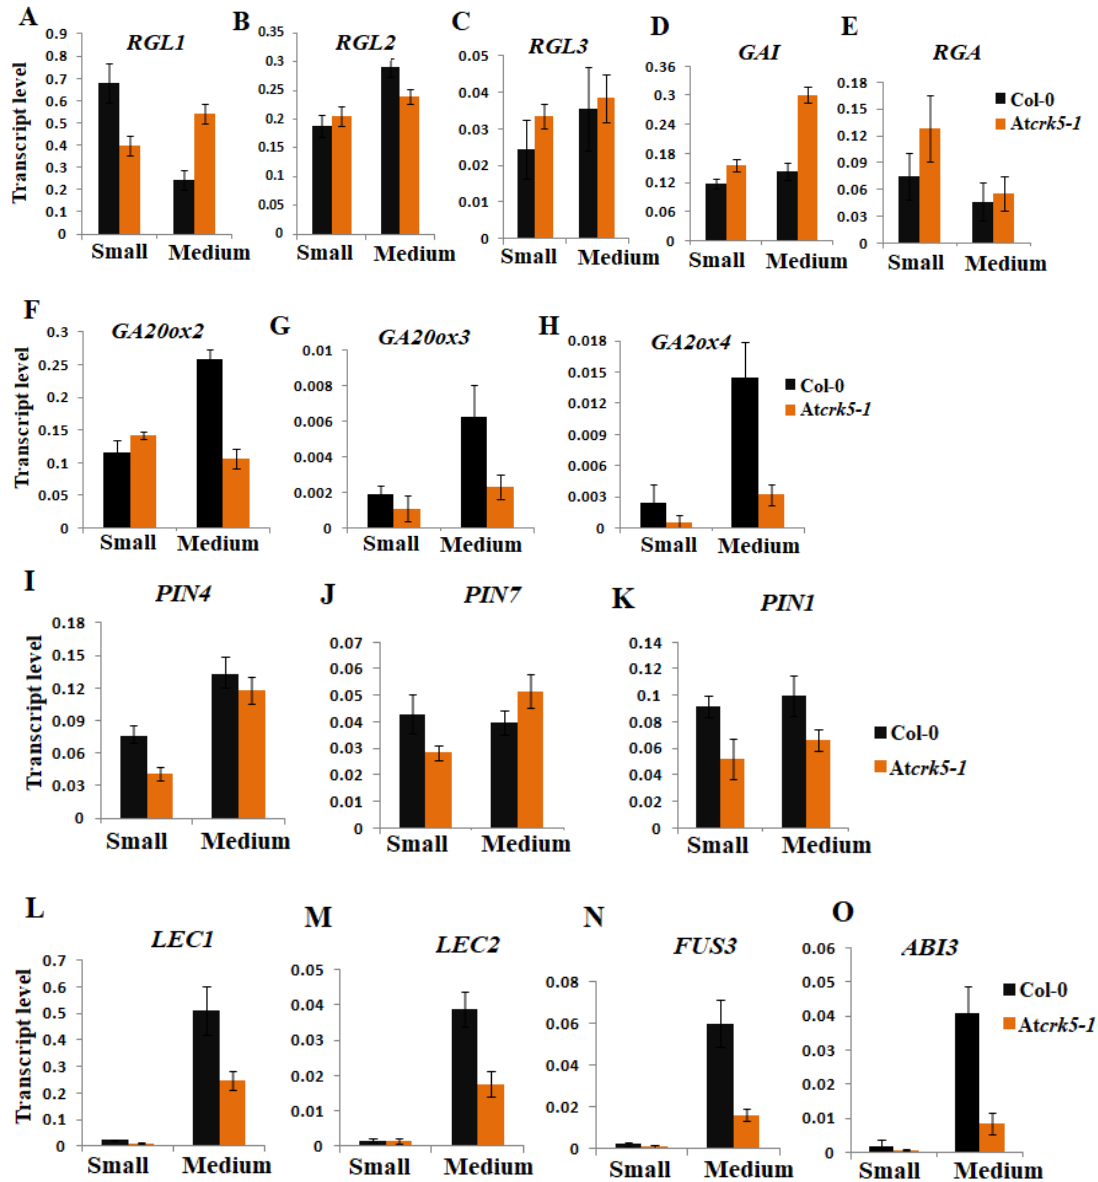 A
RGL1
Transcript level
0.9
0.8
0.7
0.6
0.5
0.4
0.3
0.2
0.1
0
Small Medium
B
RGL2
0.35
0.3
0.25
0.2
0.15
0.1
0.05
0
Small Medium
C
RGL3
0.05
0.04
0.03
0.02
0.01
0
Small Medium
D
GAI
0.36
0.3
0.24
0.18
0.12
0.06
0
Small Medium
E
RGA
0.18
0.15
0.12
0.09
0.06
0.03
0
Small Medium
Col-0
Atcrk5-1
F
GA20ox2
Transcript level
0.3
0.25
0.2
0.15
0.1
0.05
0
Small Medium
G
GA20ox3
0.01
0.008
0.006
0.004
0.002
0
Small Medium
H
GA2ox4
0.018
0.015
0.012
0.009
0.006
0.003
0
Small Medium
Col-0
Atcrk5-1
I
PIN4
Transcript level
0.18
0.15
0.12
0.09
0.06
0.03
0
Small Medium
J
PIN7
0.07
0.06
0.05
0.04
0.03
0.02
0.01
0
Small Medium
K
PIN1
0.14
0.12
0.1
0.08
0.06
0.04
0.02
0
Small Medium
Col-0
Atcrk5-1
L
LEC1
Transcript level
0.7
0.6
0.5
0.4
0.3
0.2
0.1
0
Small Medium
M
LEC2
0.05
0.04
0.03
0.02
0.01
0
Small Medium
N
FUS3
0.08
0.06
0.04
0.02
0
Small Medium
O
ABI3
0.06
0.05
0.04
0.03
0.02
0.01
0
Small Medium
Col-0
Atcrk5-1